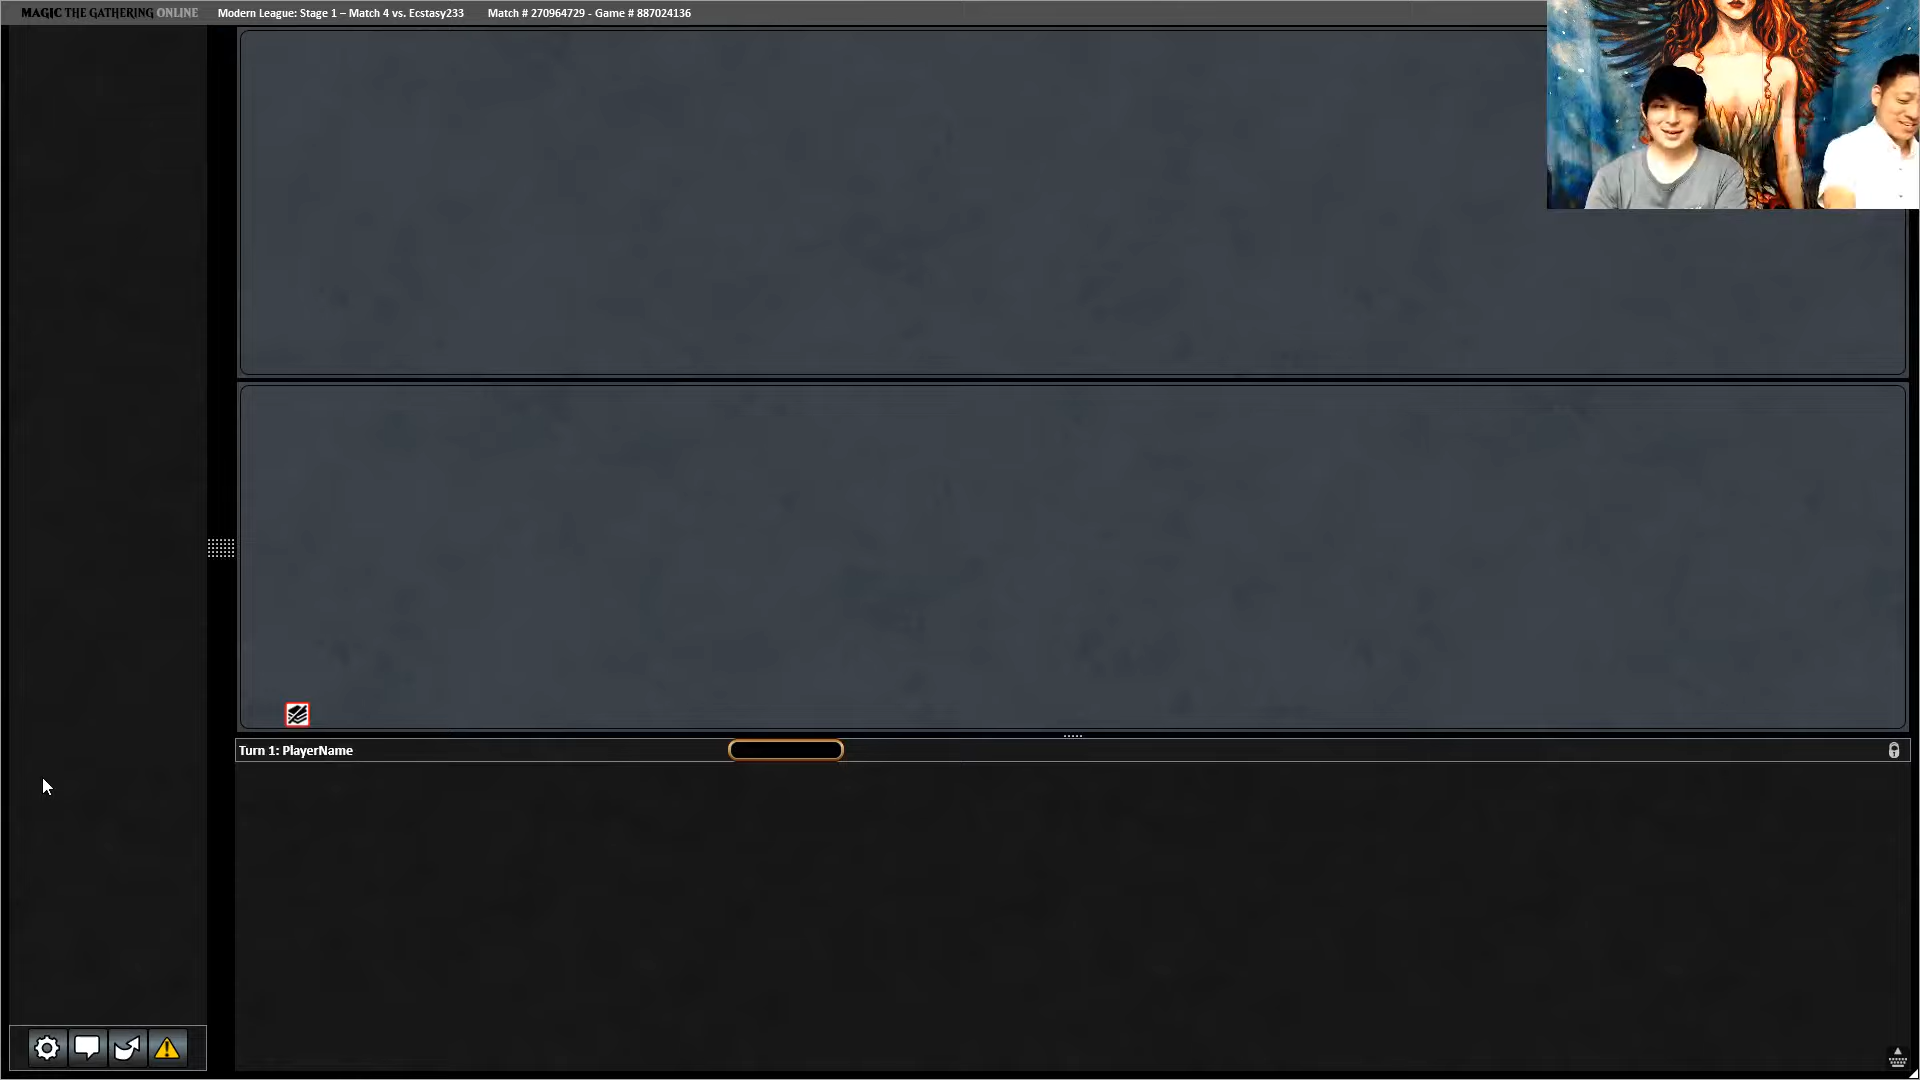 MAGIC THE GATHERING ONLINE Modern League: Stage 1 – Match 4 vs. Ecstasy233 Match # 270964729 - Game # 887024136
Turn 1: PlayerName